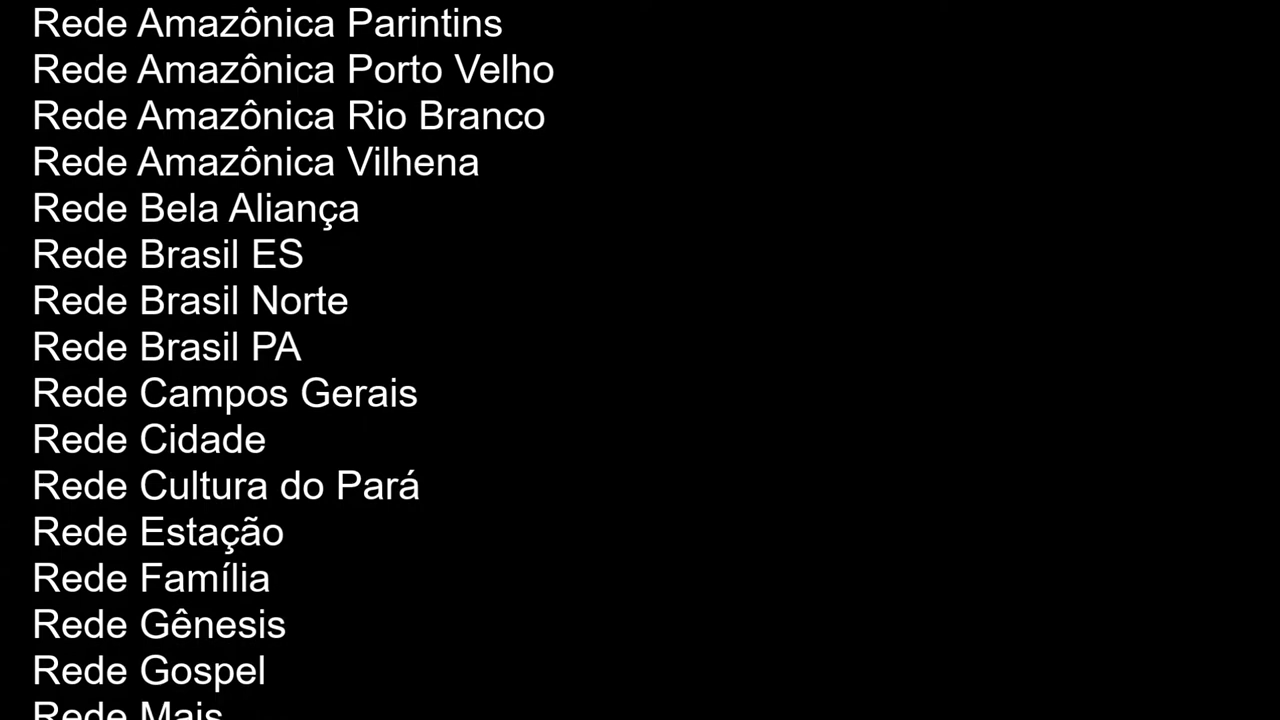 Rede Amazônica Parintins
Rede Amazônica Porto Velho
Rede Amazônica Rio Branco
Rede Amazônica Vilhena
Rede Bela Aliança
Rede Brasil ES
Rede Brasil Norte
Rede Brasil PA
Rede Campos Gerais
Rede Cidade
Rede Cultura do Pará
Rede Estação
Rede Família
Rede Gênesis
Rede Gospel
Rede Mais